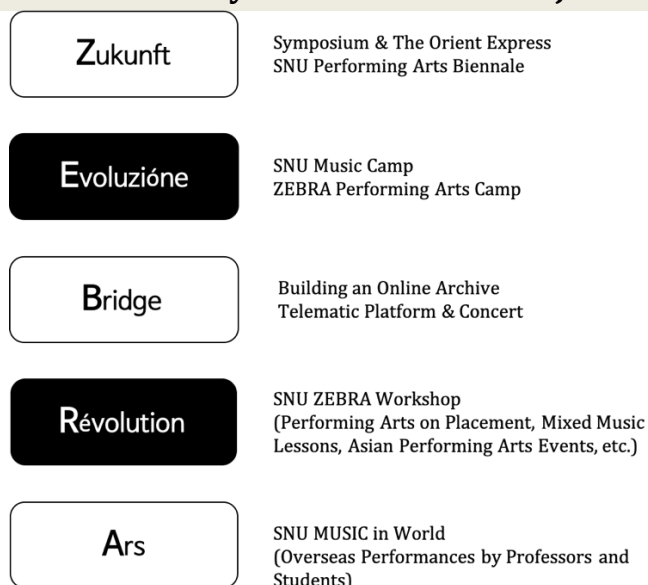 Zukunft
Symposium & The Orient Express
SNU Performing Arts Biennale
Evoluzióne
SNU Music Camp
ZEBRA Performing Arts Camp
Bridge
Building an Online Archive
Telematic Platform & Concert
Révolution
SNU ZEBRA Workshop
(Performing Arts on Placement, Mixed Music
Lessons, Asian Performing Arts Events, etc.)
Ars
SNU MUSIC in World
(Overseas Performances by Professors and
Students)